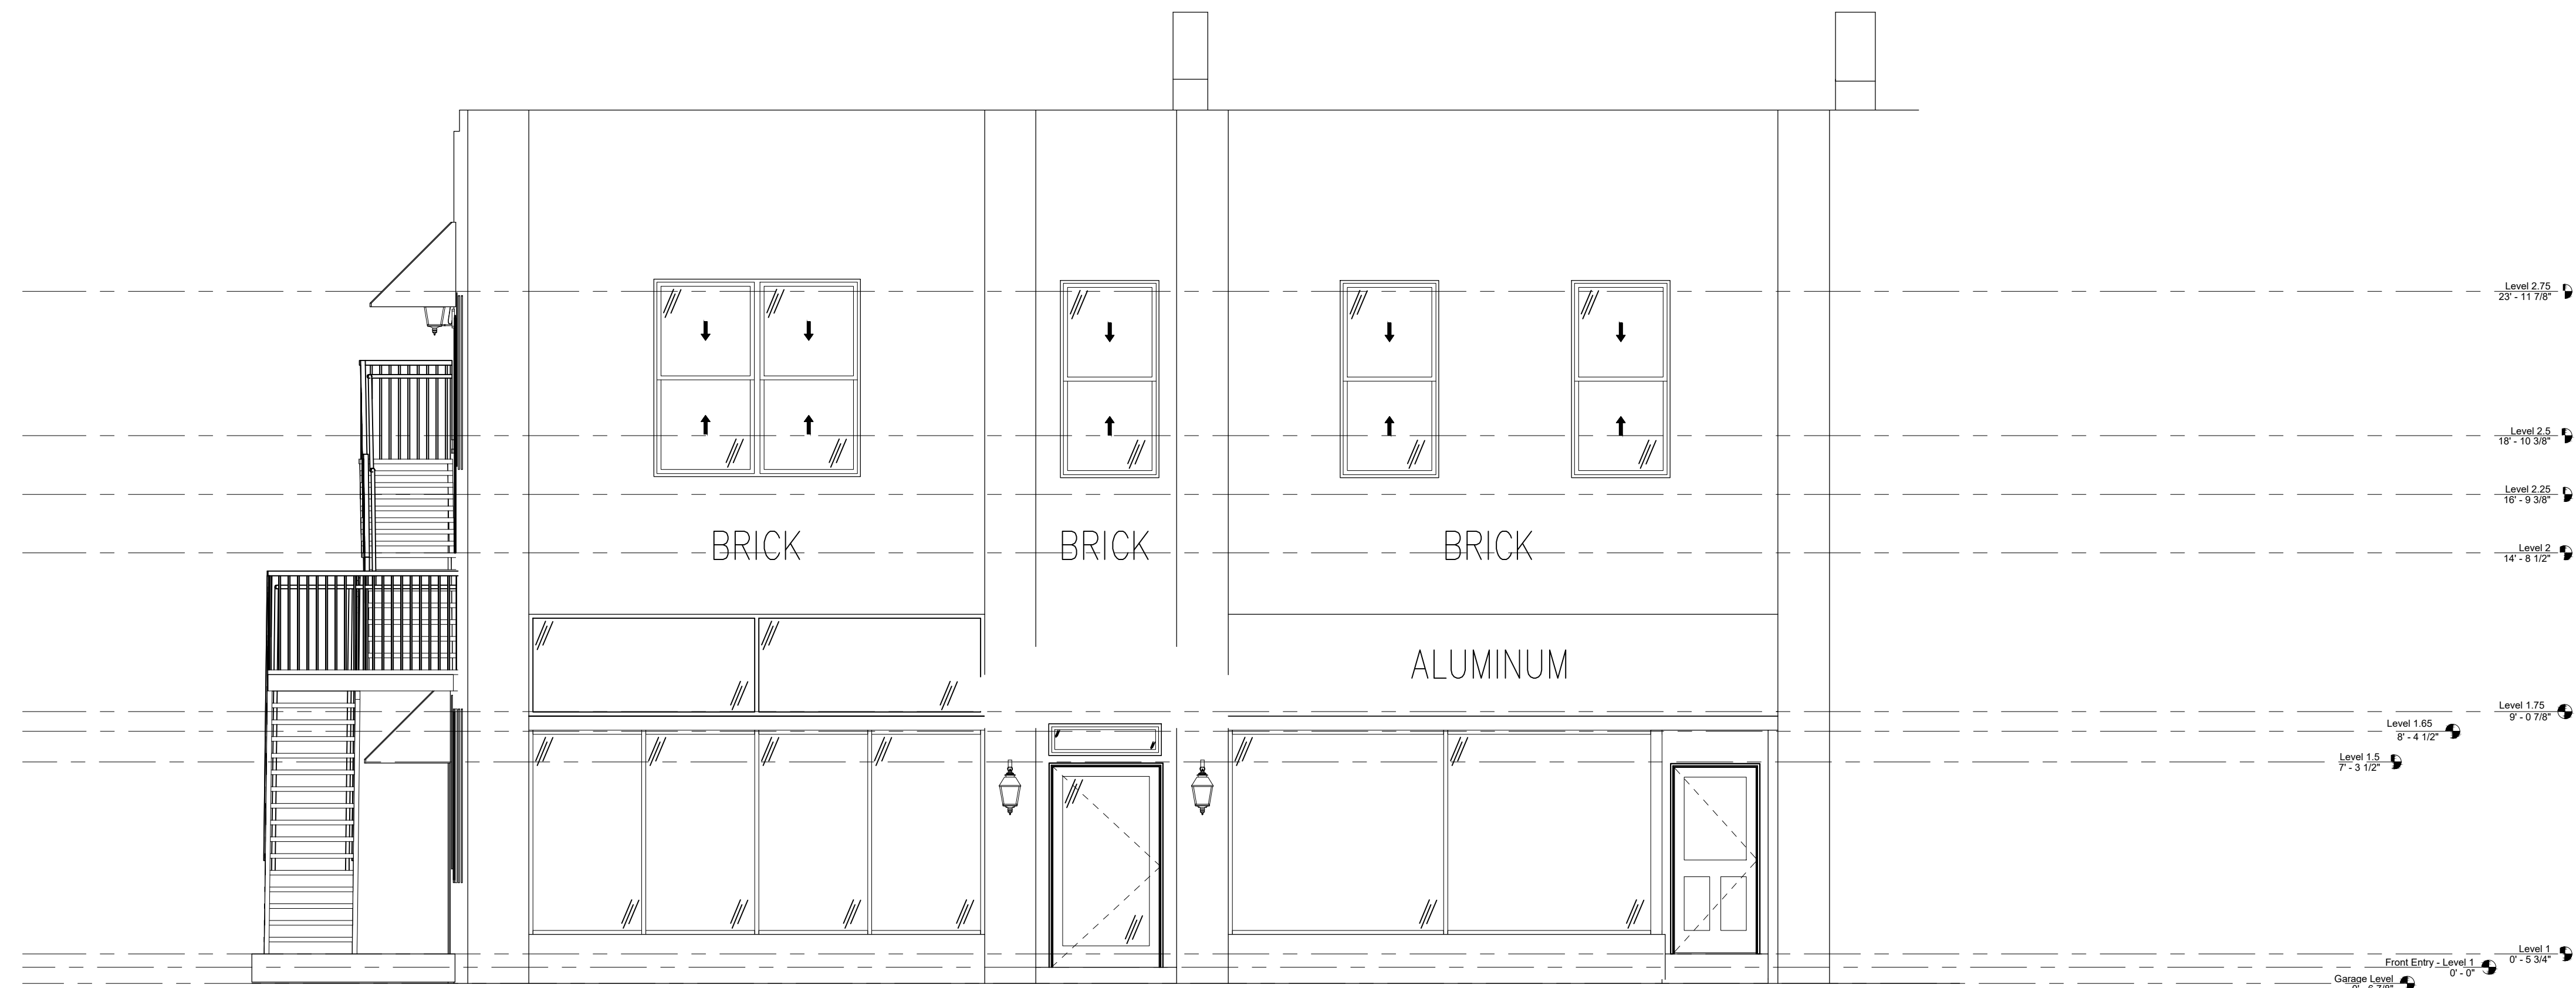 Level 2.75
23' - 11 7/8"
Level 2.5
18' - 10 3/8"
Level 2.25
16' - 9 3/8"
BRICK BRICK BRICK
Level 2
14' - 8 1/2"
ALUMINUM
Level 1.75
9' - 0 7/8"
Level 1.65
8' - 4 1/2"
Level 1.5
7' - 3 1/2"
Level 1
0' - 5 3/4"
Front Entry - Level 1
0' - 0"
Garage Level